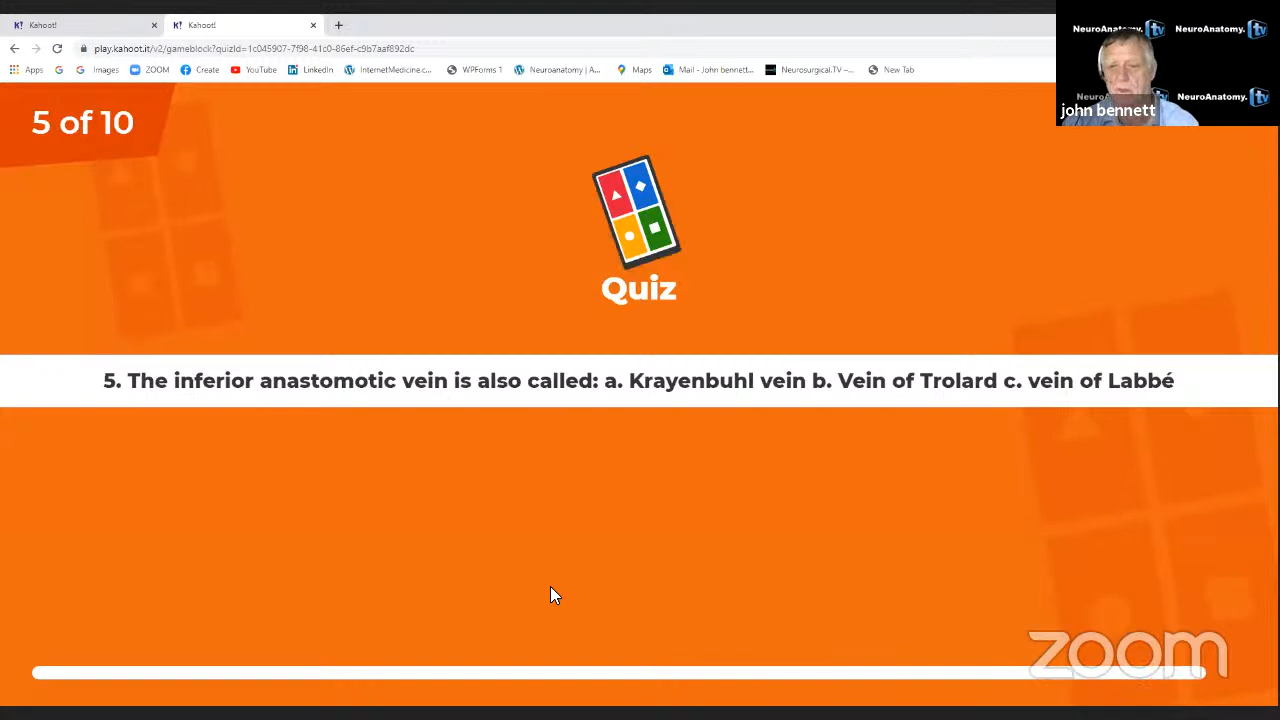 Kahoot!
Kahoot!
play.kahoot.it/v2/gameblock?quizId=1c045907-7f98-41c0-86ef-c9b7aaf892dc
Apps Images ZOOM Create YouTube LinkedIn InternetMedicine.c... WPForms 1 Neuroanatomy | A... Maps Mail - John bennett... Neurosurgical.TV –... New Tab
NeuroAnatomy. tv NeuroAnatomy. tv
NeuroAnatomy. tv
john bennett
5 of 10
Quiz
5. The inferior anastomotic vein is also called: a. Krayenbuhl vein b. Vein of Trolard c. vein of Labbé
zoom